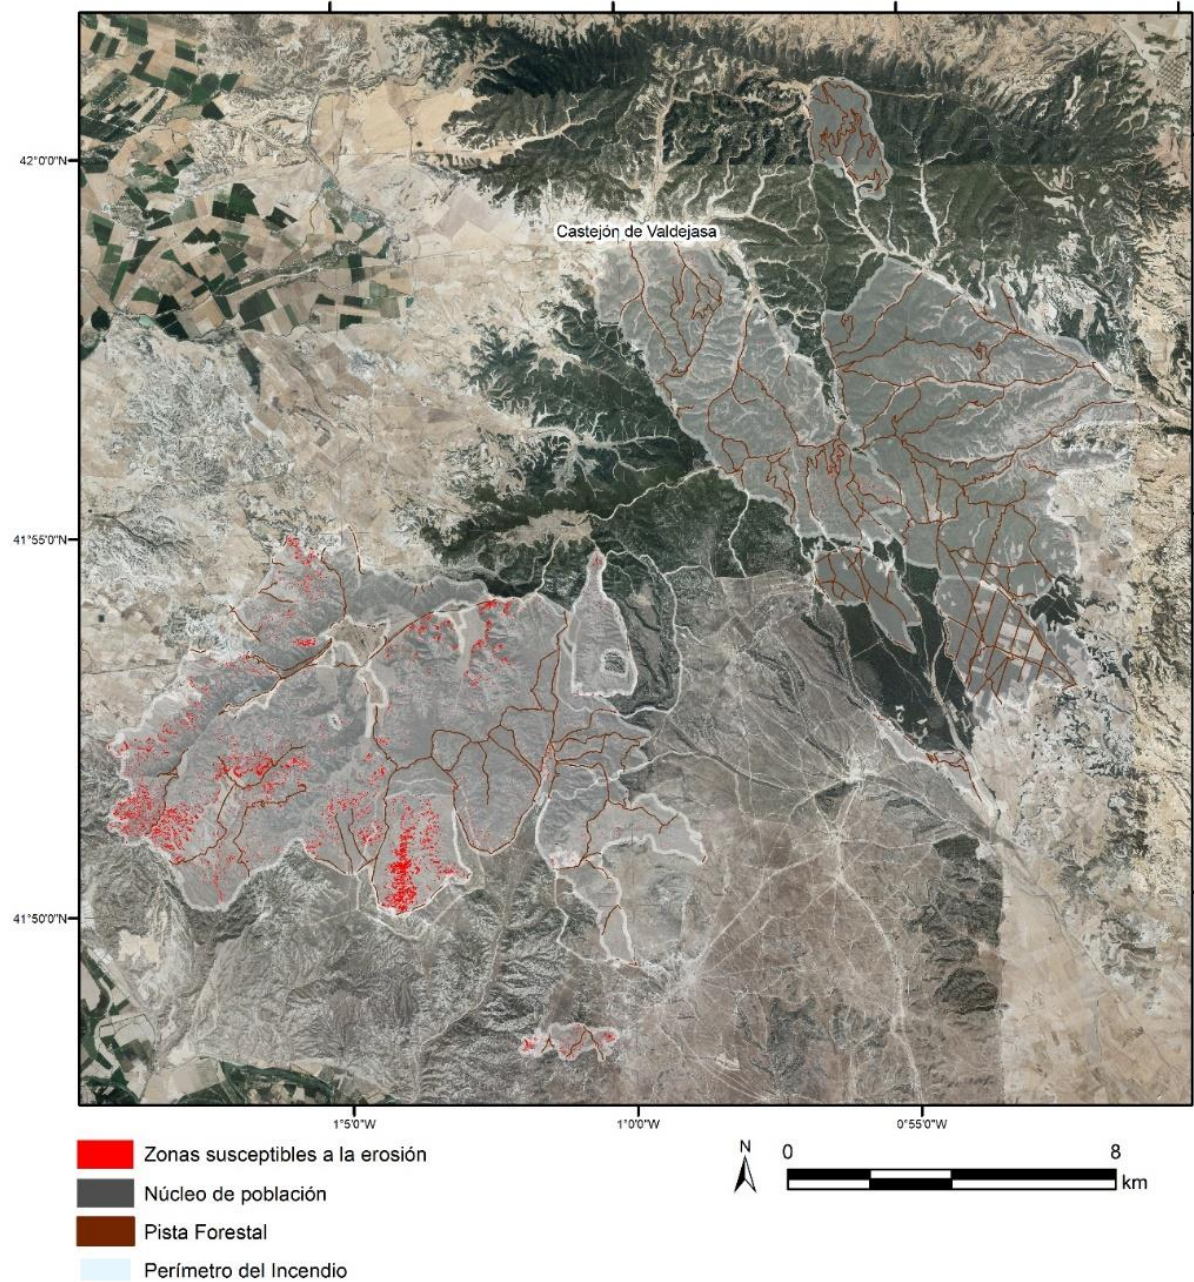 42°0'0"N
Castejón de Valdejasa
41°55'0"N
41°50'0"N
1°5'0"W
1°0'0"W
0°55'0"W
Zonas susceptibles a la erosión
Núcleo de población
Pista Forestal
Perímetro del Incendio
N
0
8
km